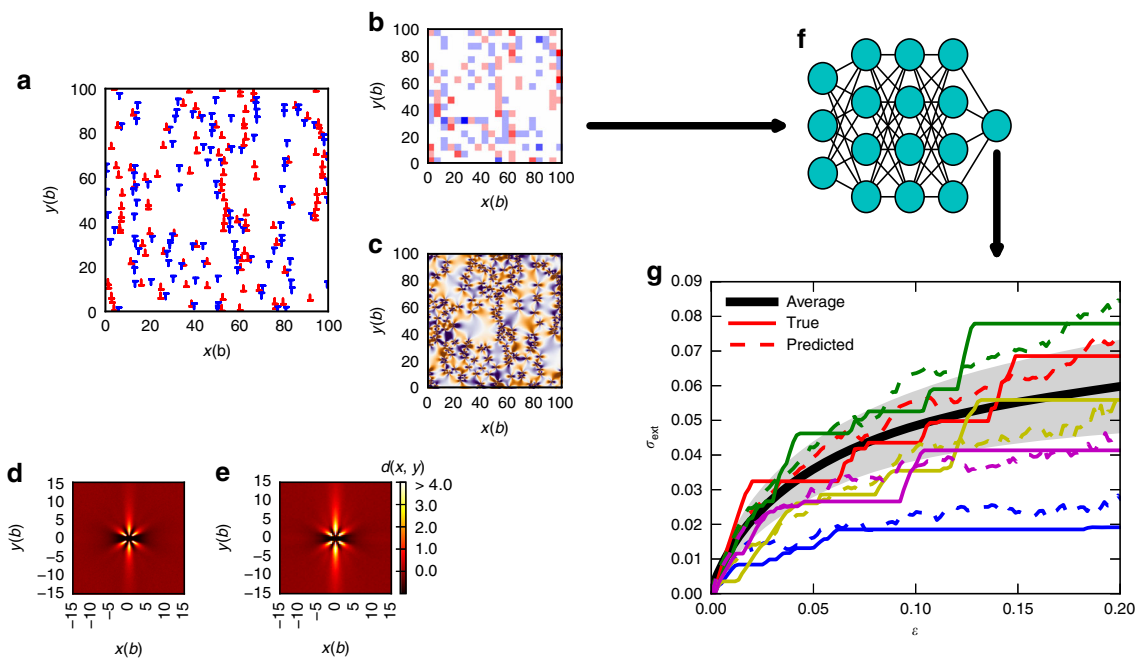 a
100
80
60
40
20
0
y(b)
0 20 40 60 80 100
x(b)
b
100
80
60
40
20
0
y(b)
0 20 40 60 80 100
x(b)
c
100
80
60
40
20
0
y(b)
0 20 40 60 80 100
x(b)
d
15
10
5
0
−5
−10
−15
y(b)
−15 −10 −5 0 5 10 15
x(b)
e
15
10
5
0
−5
−10
−15
y(b)
−15 −10 −5 0 5 10 15
x(b)
d(x, y)
> 4.0
3.0
2.0
1.0
0.0
f
g
0.09
0.08
0.07
0.06
0.05
0.04
0.03
0.02
0.01
0.00
σext
Average
True
Predicted
0.00 0.05 0.10 0.15 0.20
ε